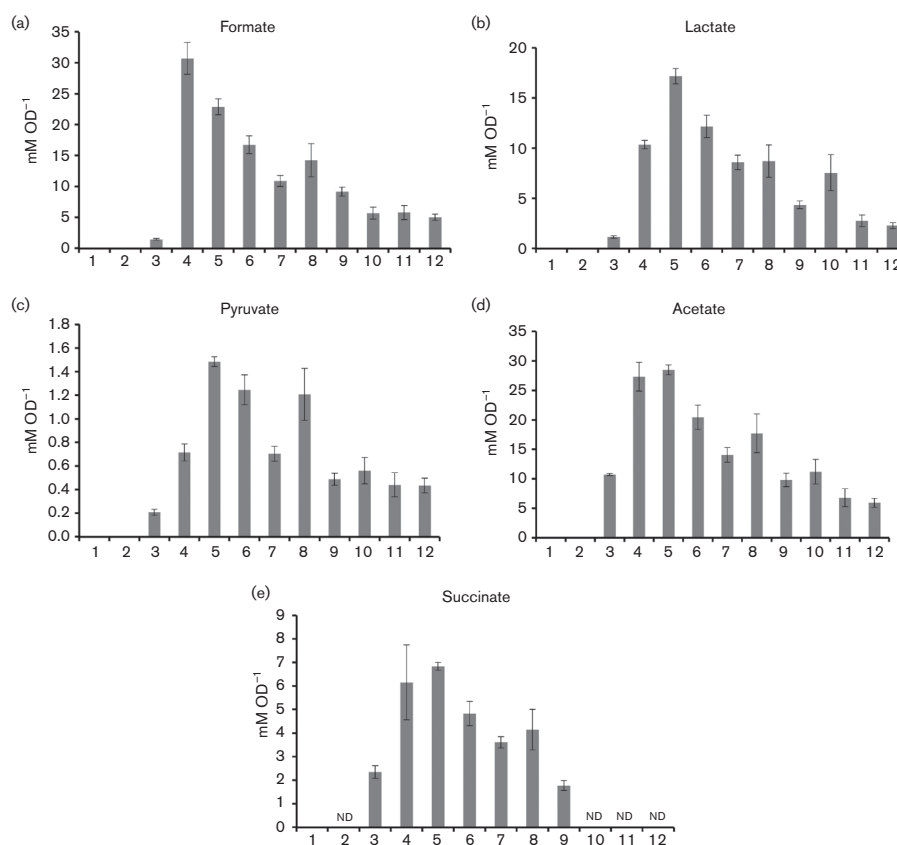 (a) Formate
mM OD⁻¹
35
30
25
20
15
10
5
0
1 2 3 4 5 6 7 8 9 10 11 12
(b) Lactate
mM OD⁻¹
20
15
10
5
0
1 2 3 4 5 6 7 8 9 10 11 12
(c) Pyruvate
mM OD⁻¹
1.8
1.6
1.4
1.2
1.0
0.8
0.6
0.4
0.2
0.0
1 2 3 4 5 6 7 8 9 10 11 12
(d) Acetate
mM OD⁻¹
35
30
25
20
15
10
5
0
1 2 3 4 5 6 7 8 9 10 11 12
(e) Succinate
mM OD⁻¹
9
8
7
6
5
4
3
2
1
0
ND ND ND ND
1 2 3 4 5 6 7 8 9 10 11 12